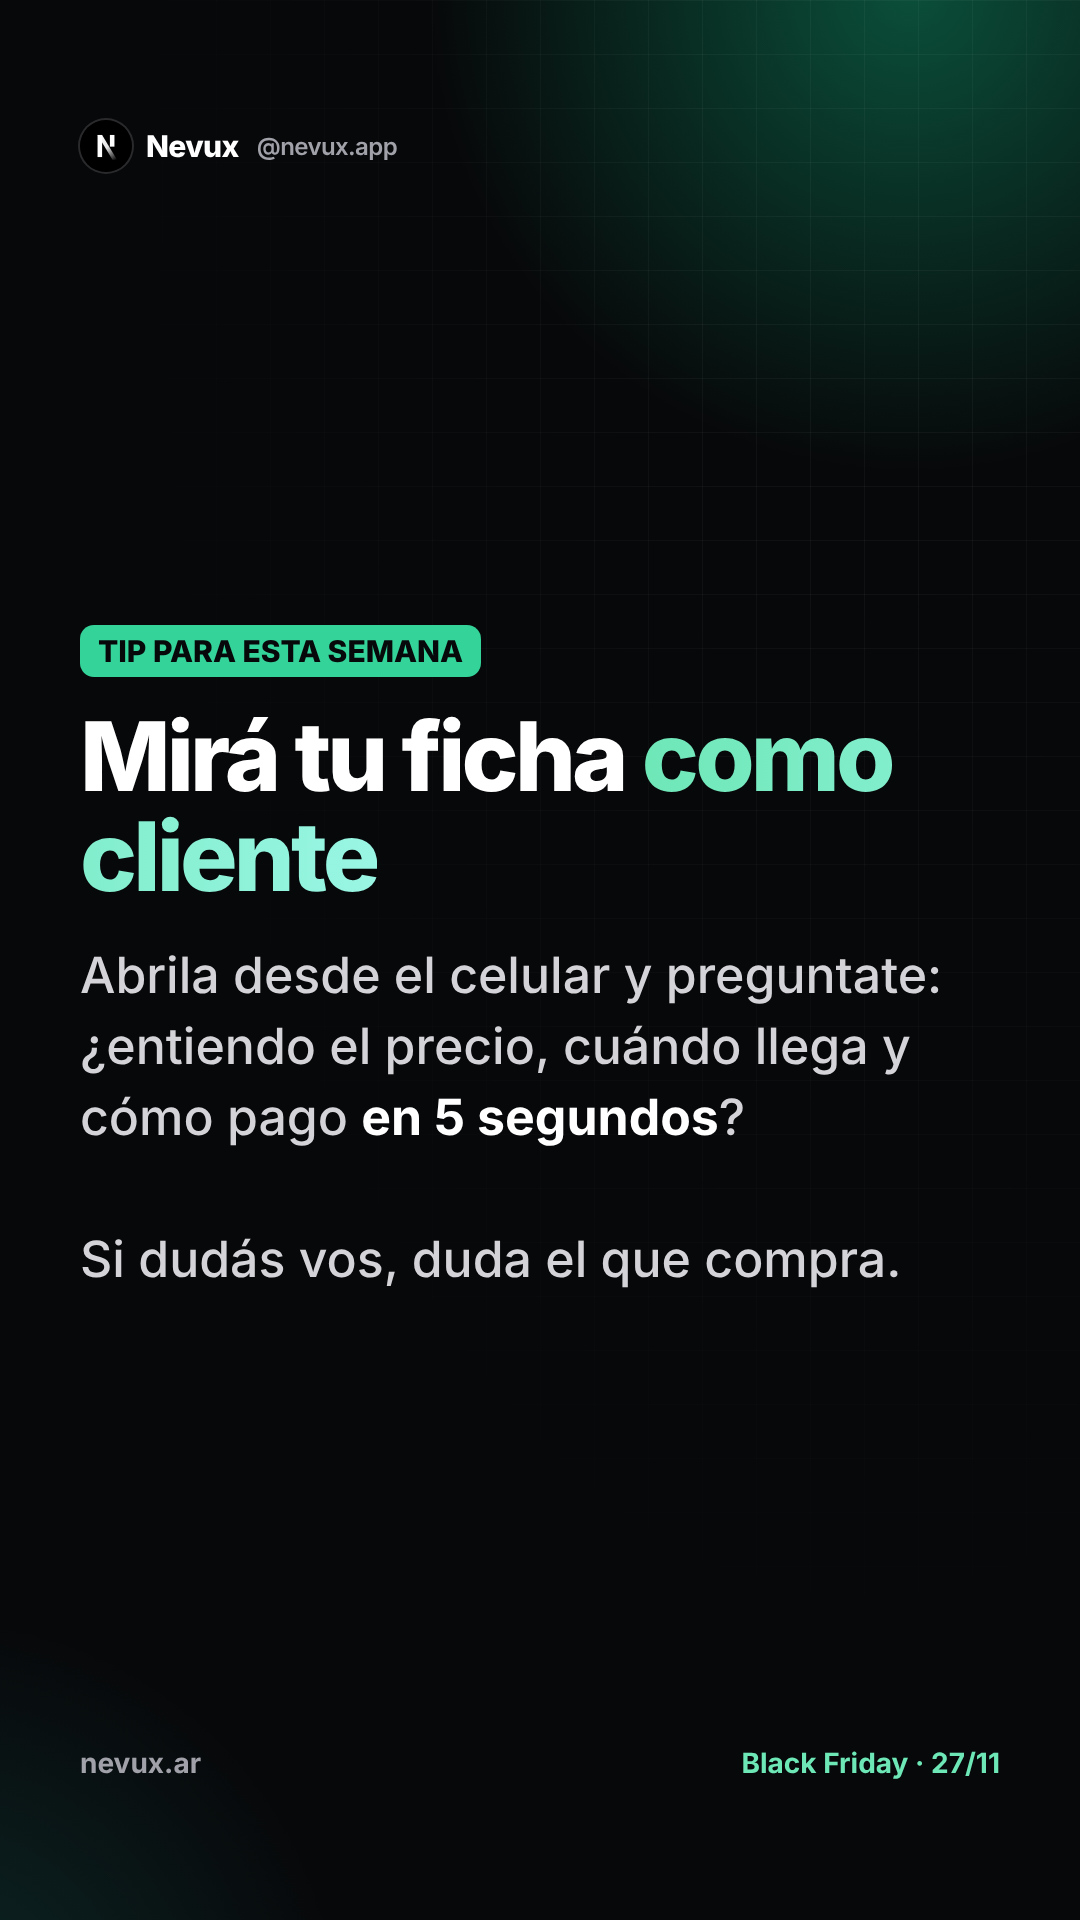 N Nevux @nevux.app
TIP PARA ESTA SEMANA
Mirá tu ficha como
cliente
Abrila desde el celular y preguntate:
¿entiendo el precio, cuándo llega y
cómo pago en 5 segundos?
Si dudás vos, duda el que compra.
nevux.ar
Black Friday · 27/11